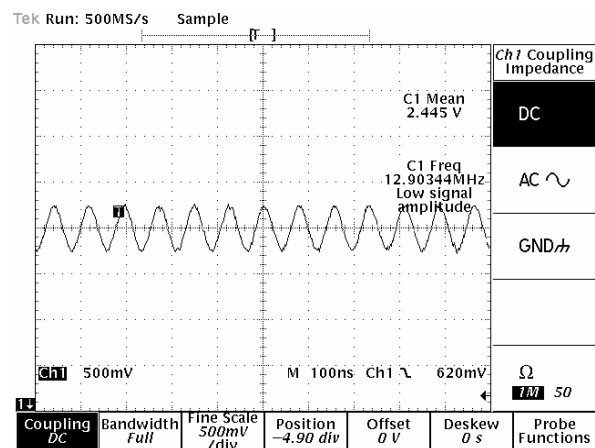 Tek Run: 500MS/s Sample
[T]
Ch1 Coupling
Impedance
C1 Mean
2.445 V
DC
C1 Freq
12.90344MHz
Low signal
amplitude
AC
T
GND
Ch1 500mV M 100ns Ch1 620mV
Ω
1M 50
1
Coupling
DC
Bandwidth
Full
Fine Scale
500mV
/div
Position
−4.90 div
Offset
0 V
Deskew
0 s
Probe
Functions